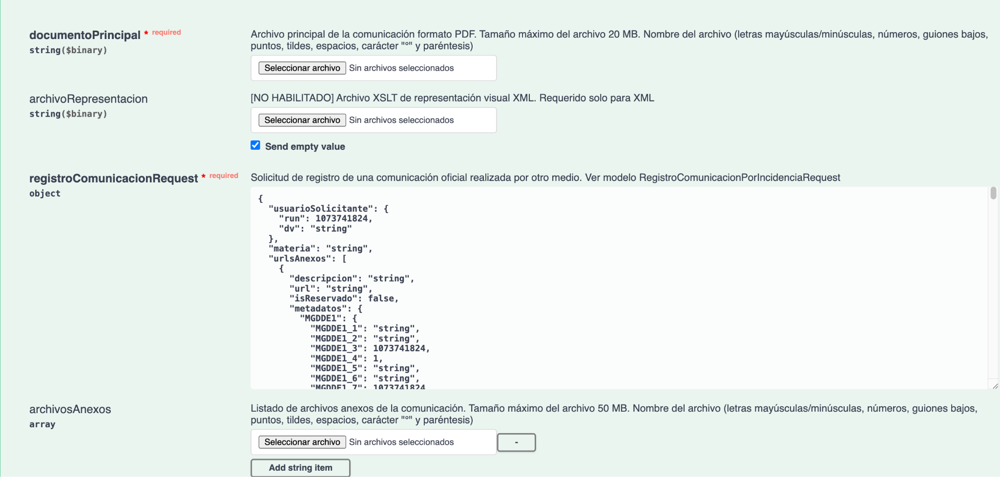 documentoPrincipal * required
string($binary)
Archivo principal de la comunicación formato PDF. Tamaño máximo del archivo 20 MB. Nombre del archivo (letras mayúsculas/minúsculas, números, guiones bajos,
puntos, tildes, espacios, carácter "°" y paréntesis)
Seleccionar archivo Sin archivos seleccionados
archivoRepresentacion
string($binary)
[NO HABILITADO] Archivo XSLT de representación visual XML. Requerido solo para XML
Seleccionar archivo Sin archivos seleccionados
Send empty value
registroComunicacionRequest * required
object
Solicitud de registro de una comunicación oficial realizada por otro medio. Ver modelo RegistroComunicacionPorIncidenciaRequest
{
"usuarioSolicitante": {
"run": 1073741824,
"dv": "string"
},
"materia": "string",
"urlsAnexos": [
{
"descripcion": "string",
"url": "string",
"isReservado": false,
"metadatos": {
"MGDDE1": {
"MGDDE1_1": "string",
"MGDDE1_2": "string",
"MGDDE1_3": 1073741824,
"MGDDE1_4": 1,
"MGDDE1_5": "string",
"MGDDE1_6": "string",
"MGDDE1_7": 1073741824
archivosAnexos
array
Listado de archivos anexos de la comunicación. Tamaño máximo del archivo 50 MB. Nombre del archivo (letras mayúsculas/minúsculas, números, guiones bajos,
puntos, tildes, espacios, carácter "°" y paréntesis)
Seleccionar archivo Sin archivos seleccionados
-
Add string item